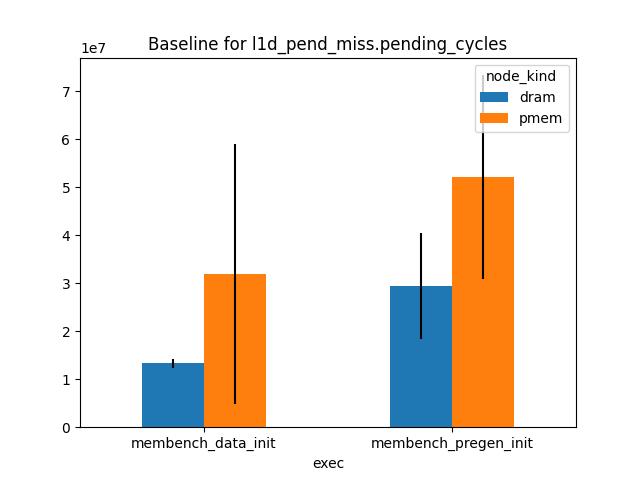 Baseline for l1d_pend_miss.pending_cycles
1e7
7
6
5
4
3
2
1
0
node_kind
dram
pmem
membench_data_init
membench_pregen_init
exec